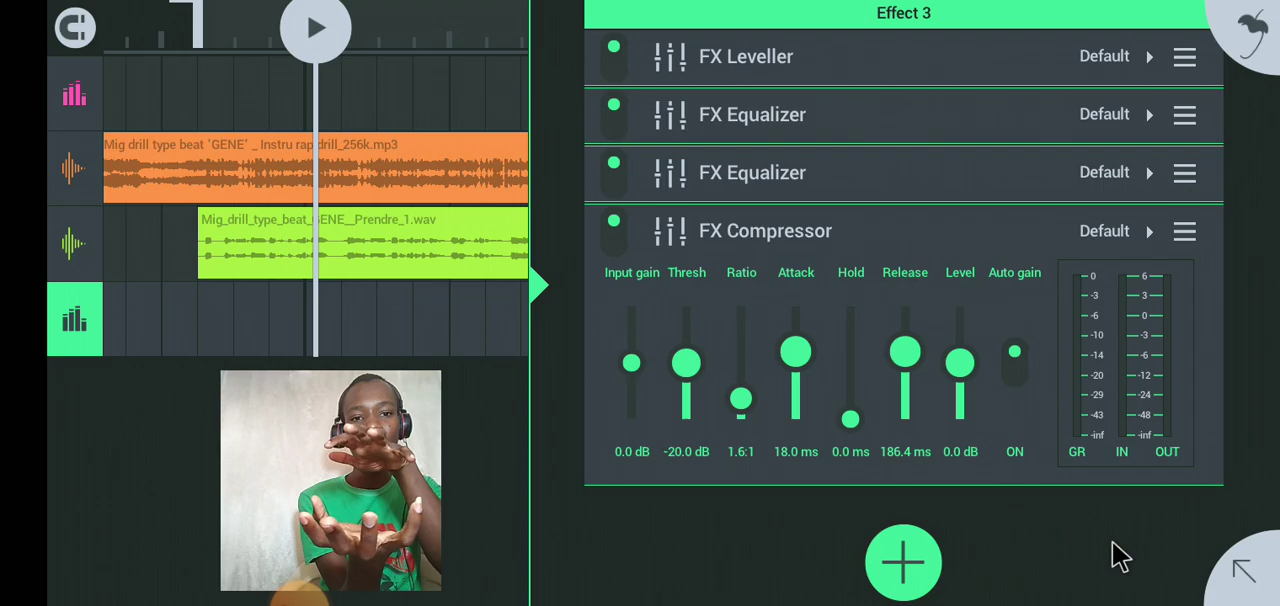 Effect 3
FX Leveller Default
FX Equalizer Default
FX Equalizer Default
FX Compressor Default
Input gain Thresh Ratio Attack Hold Release Level Auto gain
0.0 dB -20.0 dB 1.6:1 18.0 ms 0.0 ms 186.4 ms 0.0 dB ON
0 6
-3 3
-6 0
-10 -3
-14 -6
-20 -12
-29 -24
-43 -48
-inf -inf
GR IN OUT
Mig drill type beat 'GENE' _ Instru rap drill_256k.mp3
Mig_drill_type_beat_GENE__Prendre_1.wav